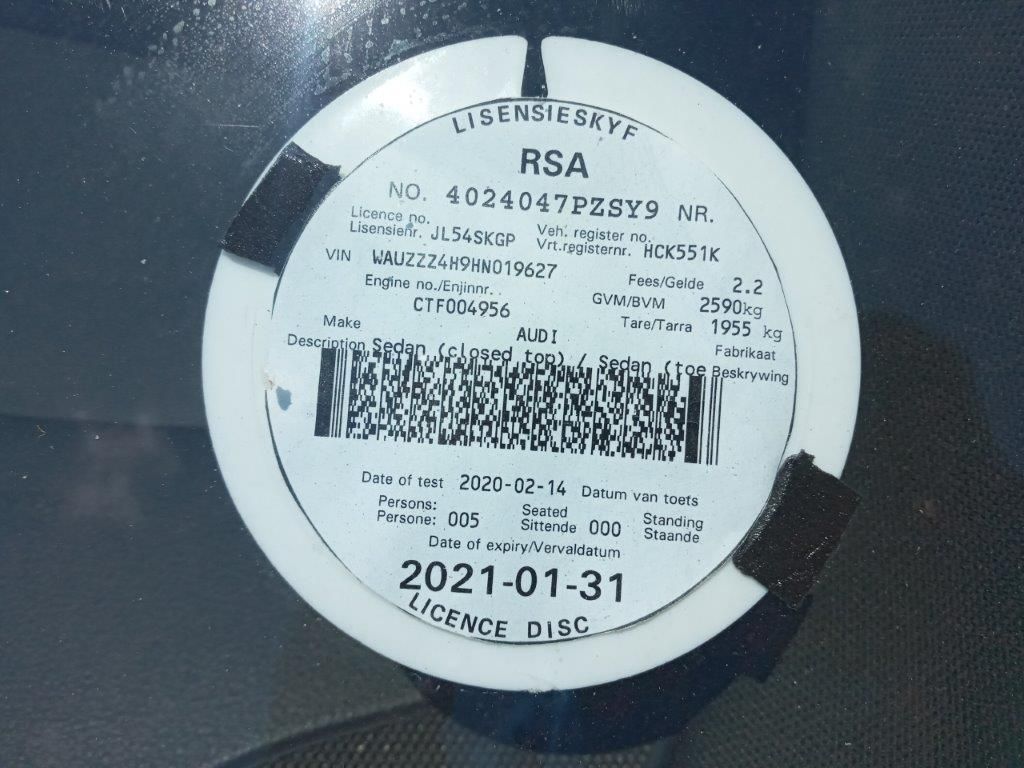 LISENSIESKYF
RSA
NO. 4024047PZSY9 NR.
Licence no. Veh. register no.
Lisensienr. JL54SKGP Vrt.registernr. HCK551K
VIN WAUZZZ4H9HN019627 Fees/Gelde 2.2
Engine no./Enjinnr. GVM/BVM 2590kg
CTF004956 Tare/Tarra 1955 kg
Make AUDI Fabrikaat
Description Sedan (closed top) / Sedan (toe Beskrywing
Date of test 2020-02-14 Datum van toets
Persons: Seated Standing
Persone: 005 Sittende 000 Staande
Date of expiry/Vervaldatum
2021-01-31
LICENCE DISC